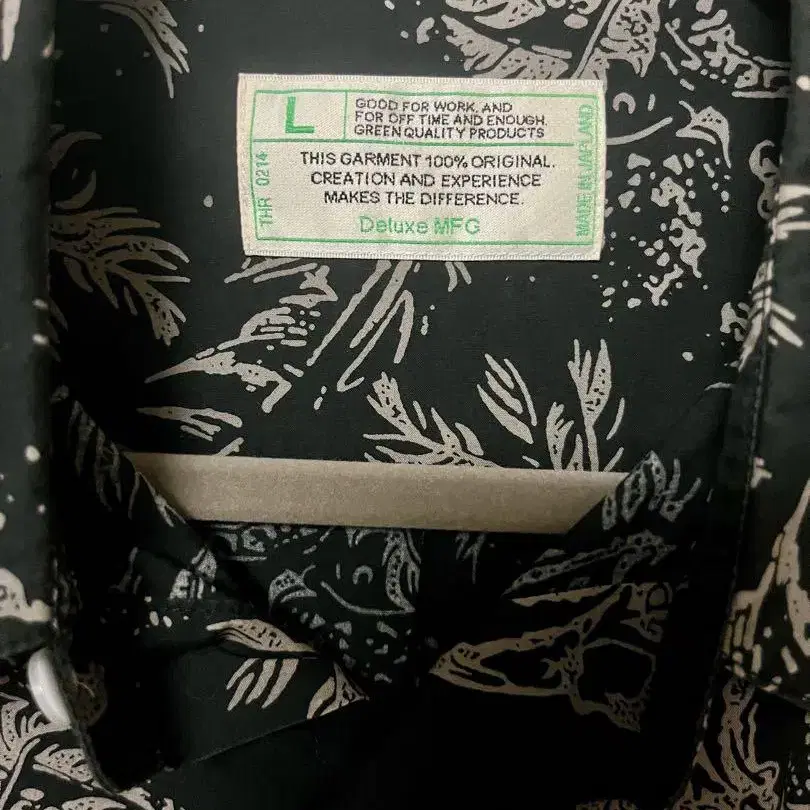 L
GOOD FOR WORK, AND
FOR OFF TIME AND ENOUGH.
GREEN QUALITY PRODUCTS
THIS GARMENT 100% ORIGINAL.
CREATION AND EXPERIENCE
MAKES THE DIFFERENCE.
Deluxe MFG
THR 0214
MADE IN